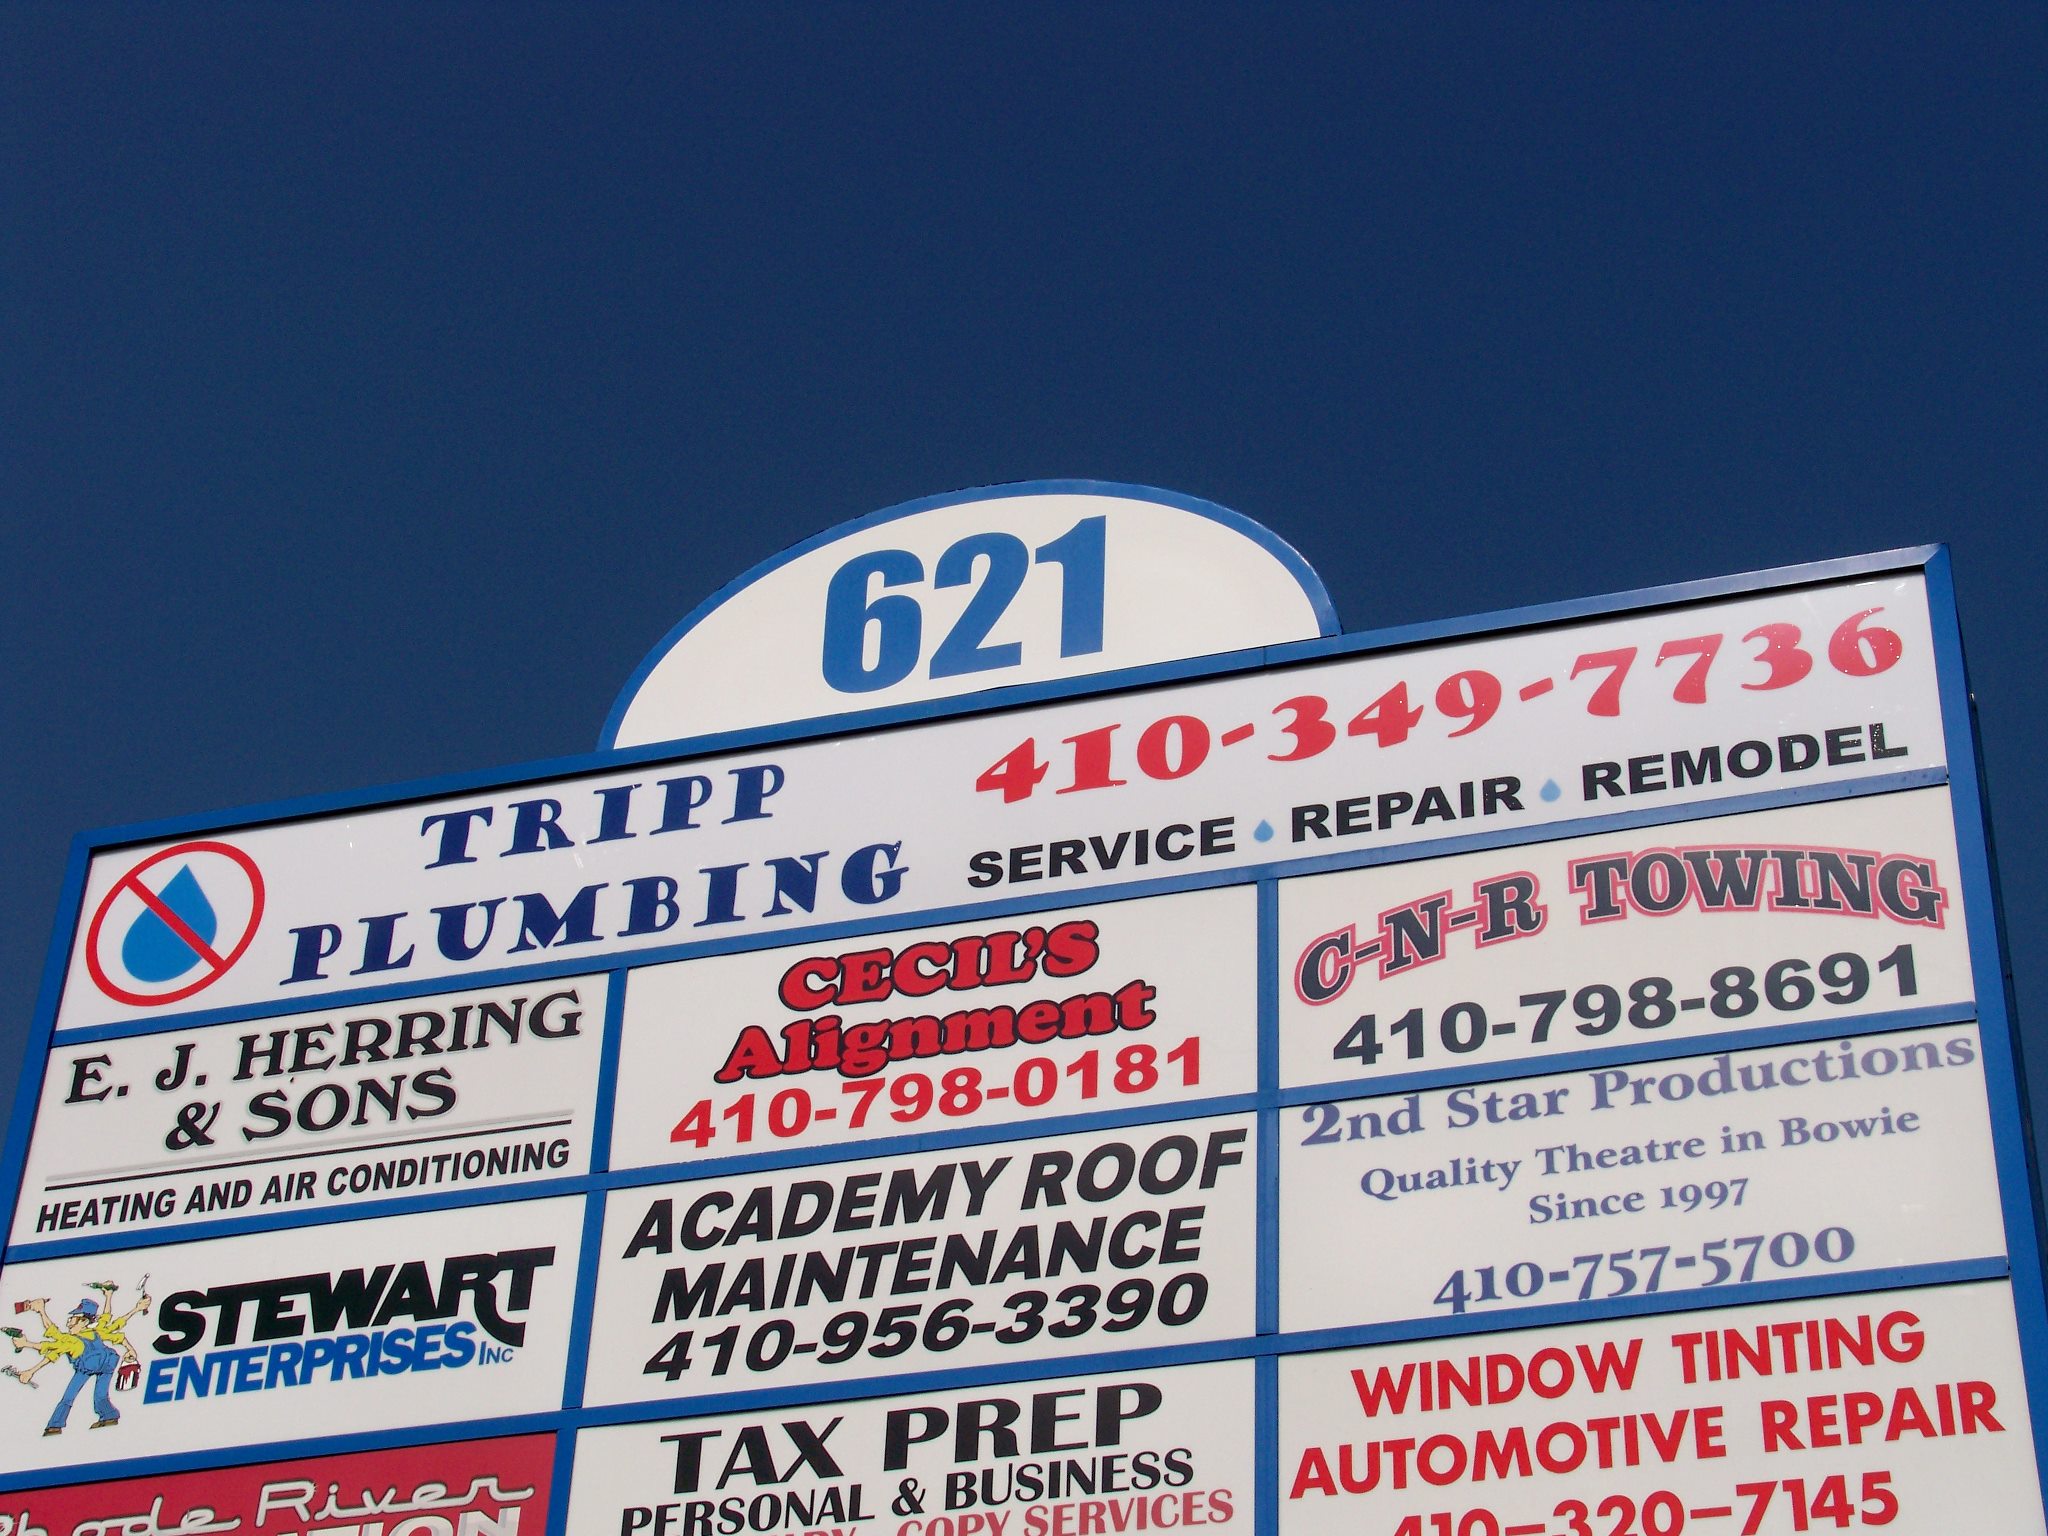 621
TRIPP
PLUMBING
410-349-7736
SERVICE REPAIR REMODEL
E. J. HERRING
& SONS
HEATING AND AIR CONDITIONING
CECIL'S
Alignment
410-798-0181
C-N-R TOWING
410-798-8691
STEWART
ENTERPRISES INC
ACADEMY ROOF
MAINTENANCE
410-956-3390
2nd Star Productions
Quality Theatre in Bowie
Since 1997
410-757-5700
River
TAX PREP
PERSONAL & BUSINESS
COPY SERVICES
WINDOW TINTING
AUTOMOTIVE REPAIR
410-320-7145